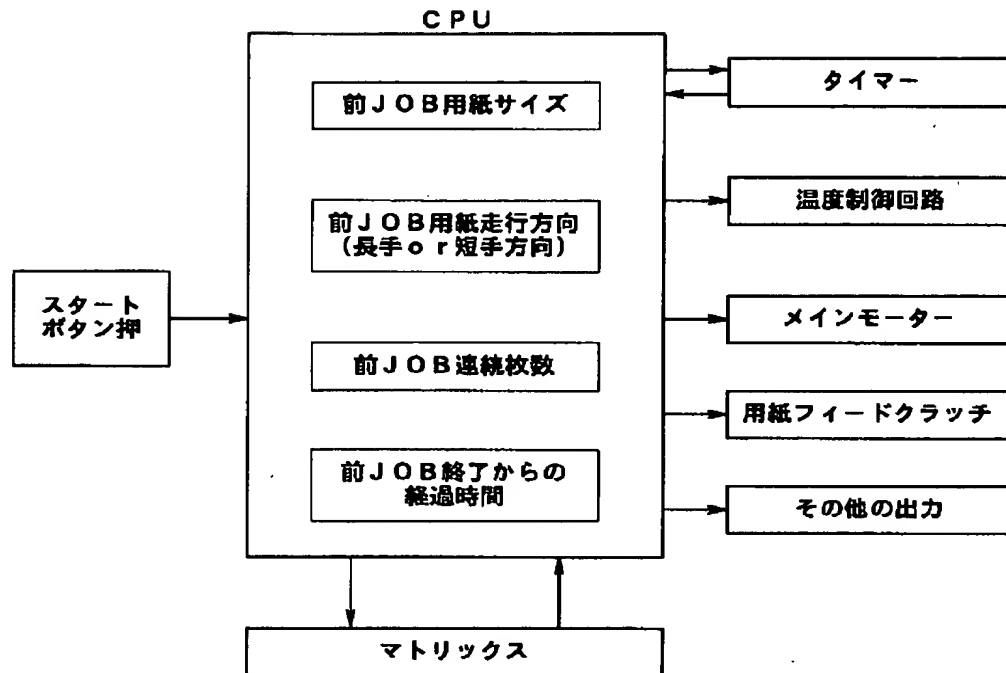 CPU
前JOB用紙サイズ
前JOB用紙走行方向
(長手or短手方向)
前JOB連続枚数
前JOB終了からの
経過時間
スタート
ボタン押
タイマー
温度制御回路
メインモーター
用紙フィードクラッチ
その他の出力
マトリックス